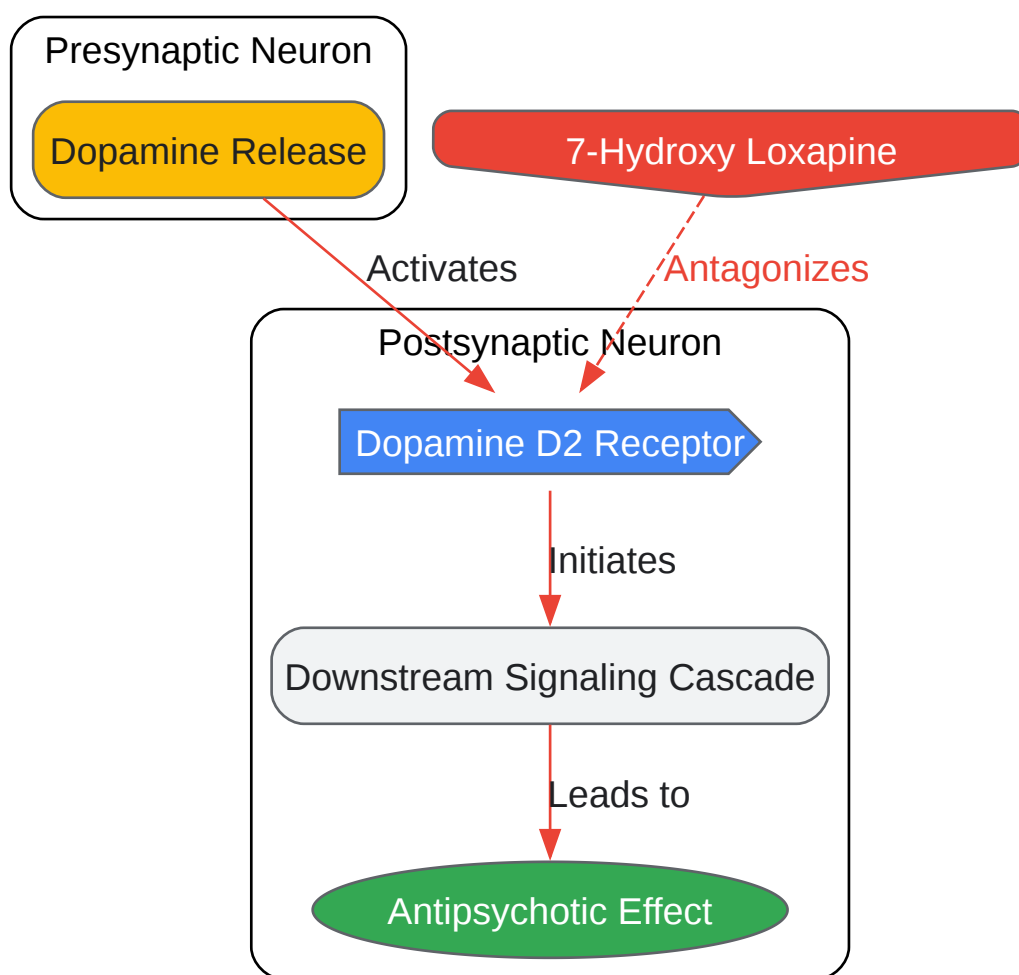 Presynaptic Neuron
Dopamine Release
7-Hydroxy Loxapine
Activates
Antagonizes
Postsynaptic Neuron
Dopamine D2 Receptor
Initiates
Downstream Signaling Cascade
Leads to
Antipsychotic Effect